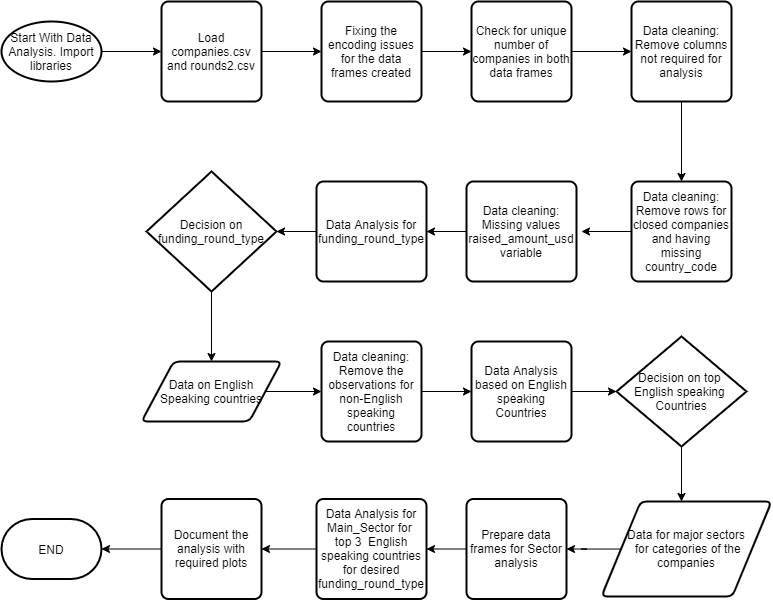 Start With Data
Analysis. Import
libraries
Load
companies.csv
and rounds2.csv
Fixing the
encoding issues
for the data
frames created
Check for unique
number of
companies in both
data frames
Data cleaning:
Remove columns
not required for
analysis
Data cleaning:
Remove rows for
closed companies
and having
missing
country_code
Data cleaning:
Missing values
raised_amount_usd
variable
Data Analysis for
funding_round_type
Decision on
funding_round_type
Data on English
Speaking countries
Data cleaning:
Remove the
observations for
non-English
speaking
countries
Data Analysis
based on English
speaking
Countries
Decision on top
English speaking
Countries
Data for major sectors
for categories of the
companies
Prepare data
frames for Sector
analysis
Data Analysis for
Main_Sector for
top 3 English
speaking countries
for desired
funding_round_type
Document the
analysis with
required plots
END